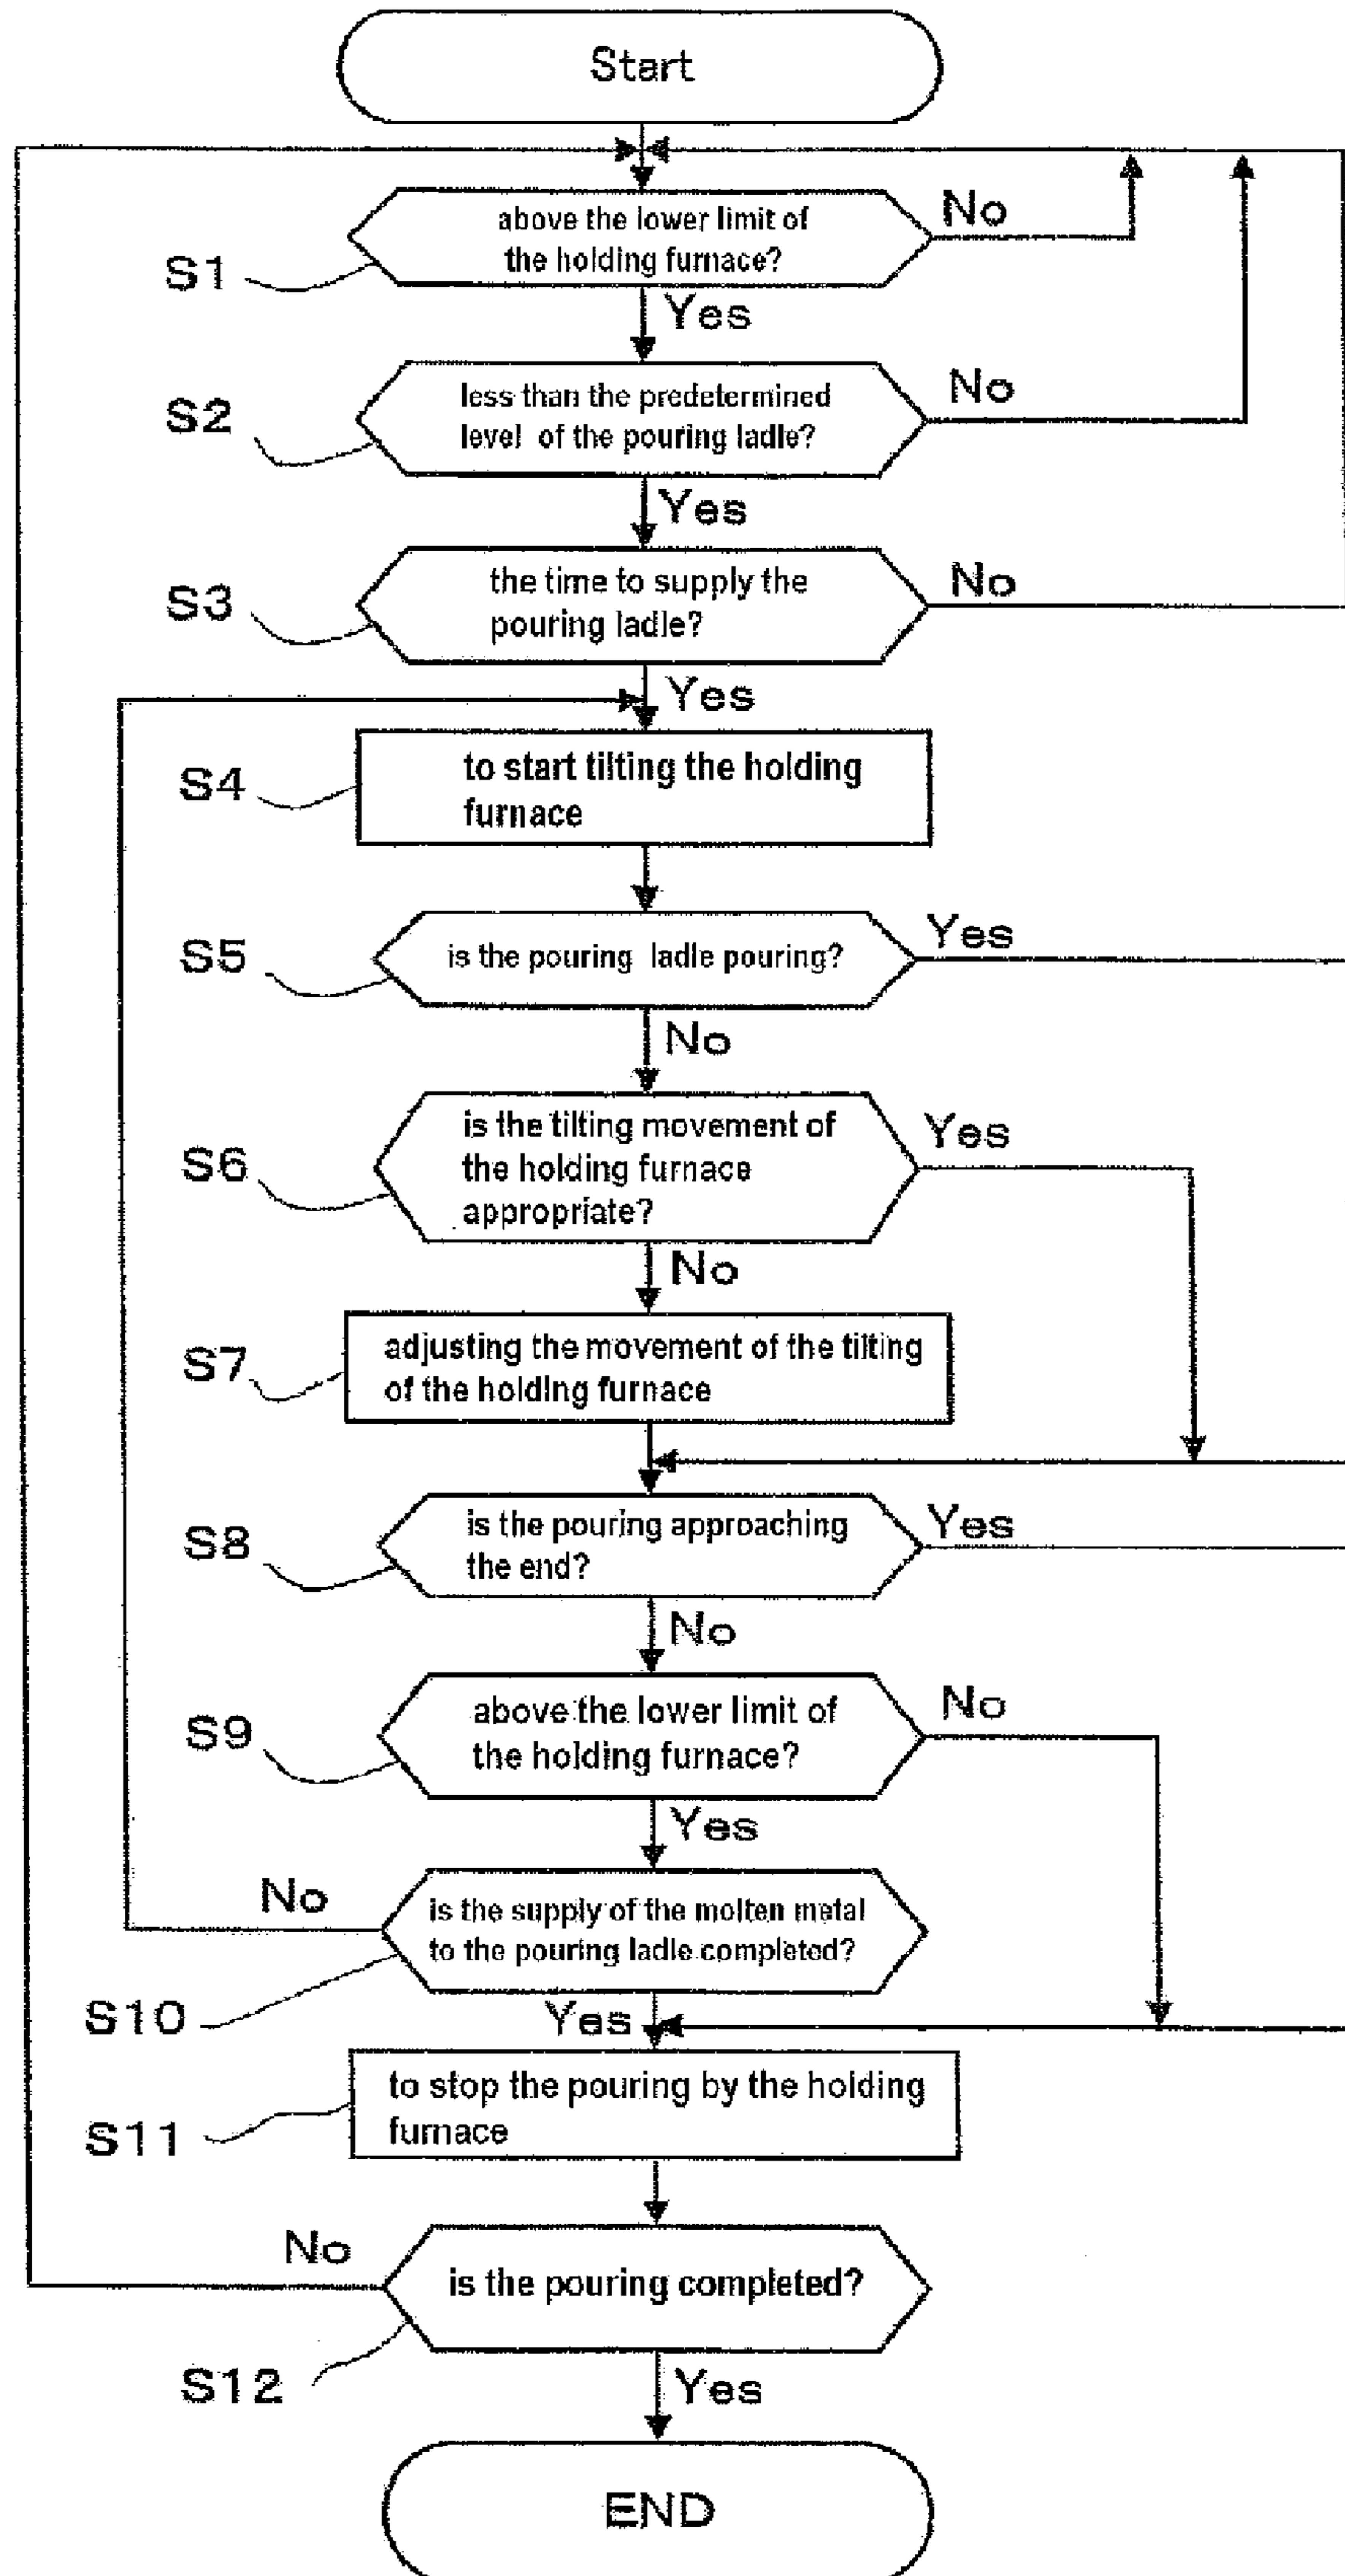 Start
above the lower limit of
the holding furnace?
No
S1
Yes
less than the predetermined
level of the pouring ladle?
No
S2
Yes
the time to supply the
pouring ladle?
No
S3
Yes
to start tilting the holding
furnace
S4
is the pouring ladle pouring?
Yes
S5
No
is the tilting movement of
the holding furnace
appropriate?
Yes
S6
No
adjusting the movement of the tilting
of the holding furnace
S7
is the pouring approaching
the end?
Yes
S8
No
above the lower limit of
the holding furnace?
No
S9
Yes
No
is the supply of the molten metal
to the pouring ladle completed?
S10
Yes
to stop the pouring by the holding
furnace
S11
No
is the pouring completed?
S12
Yes
END